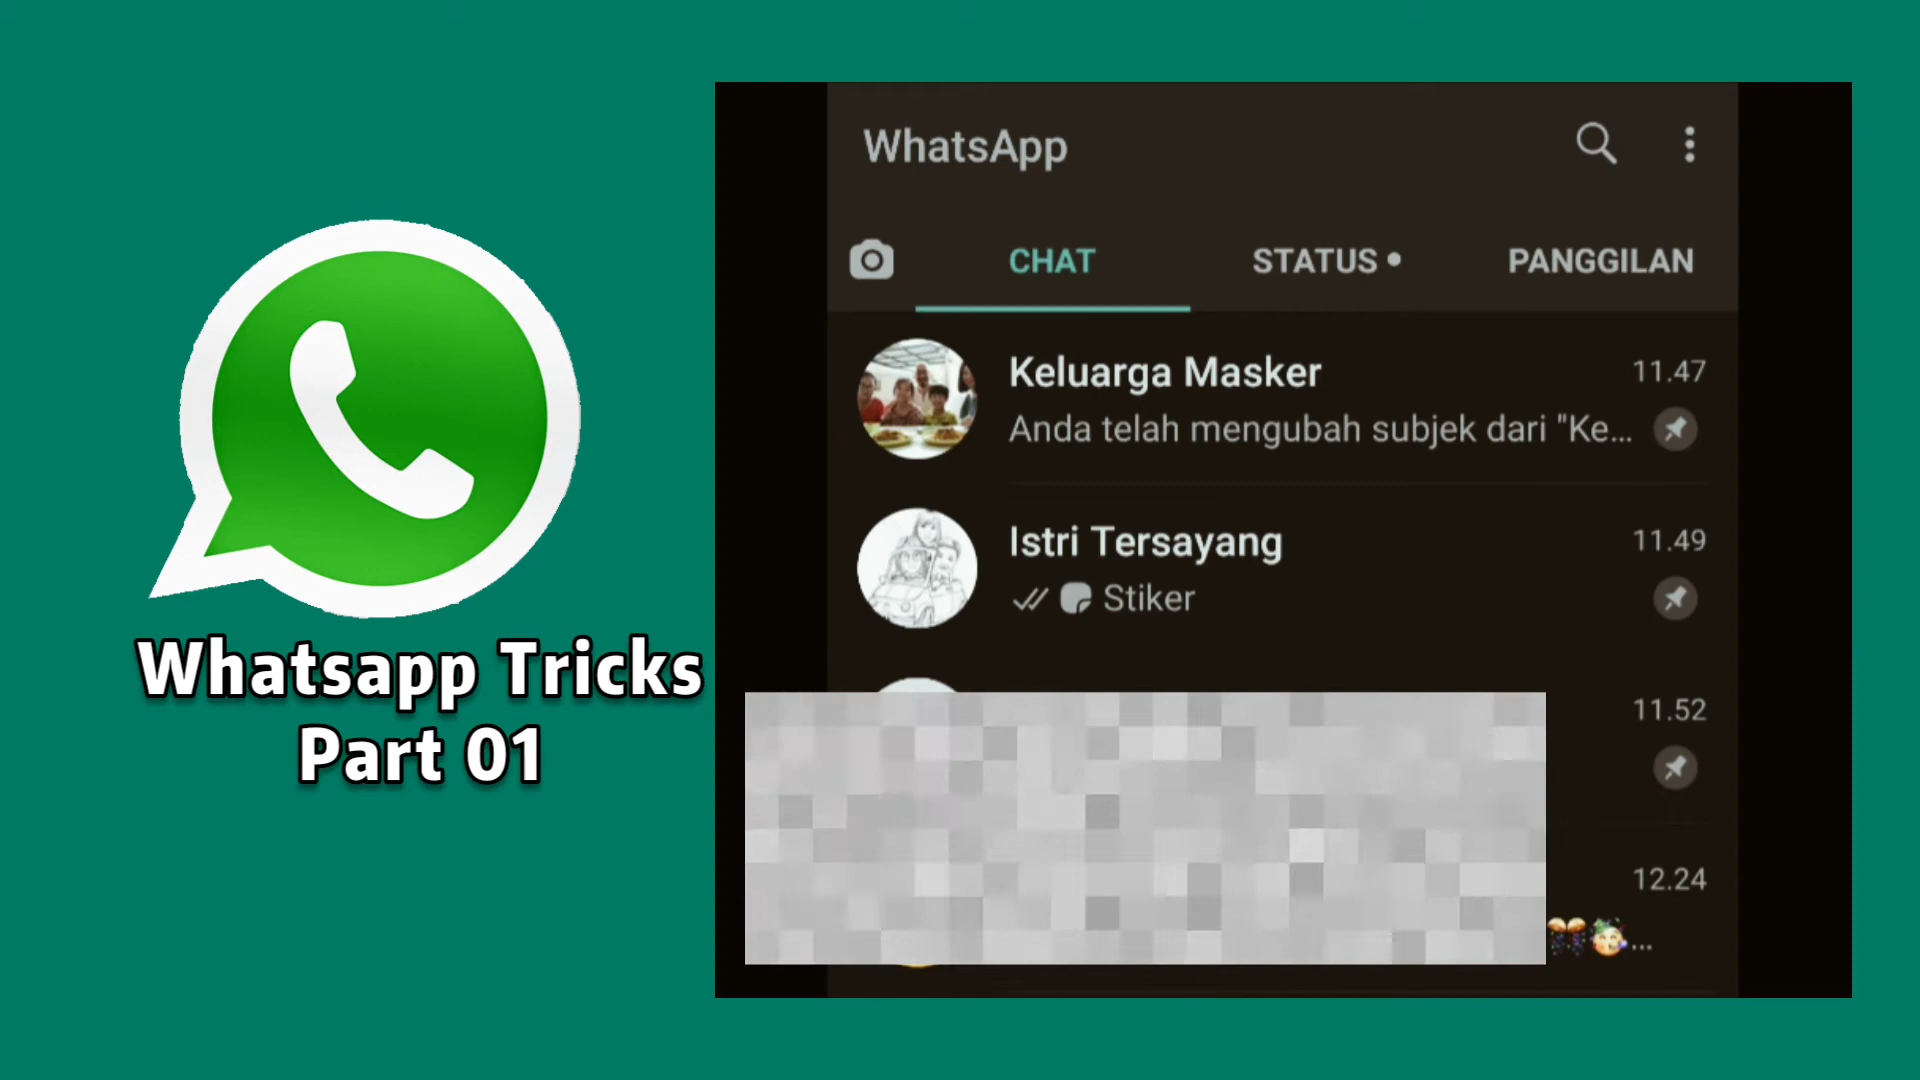 Whatsapp Tricks
Part 01
WhatsApp
CHAT
STATUS
PANGGILAN
Keluarga Masker
11.47
Anda telah mengubah subjek dari "Ke...
Istri Tersayang
11.49
Stiker
11.52
12.24
...